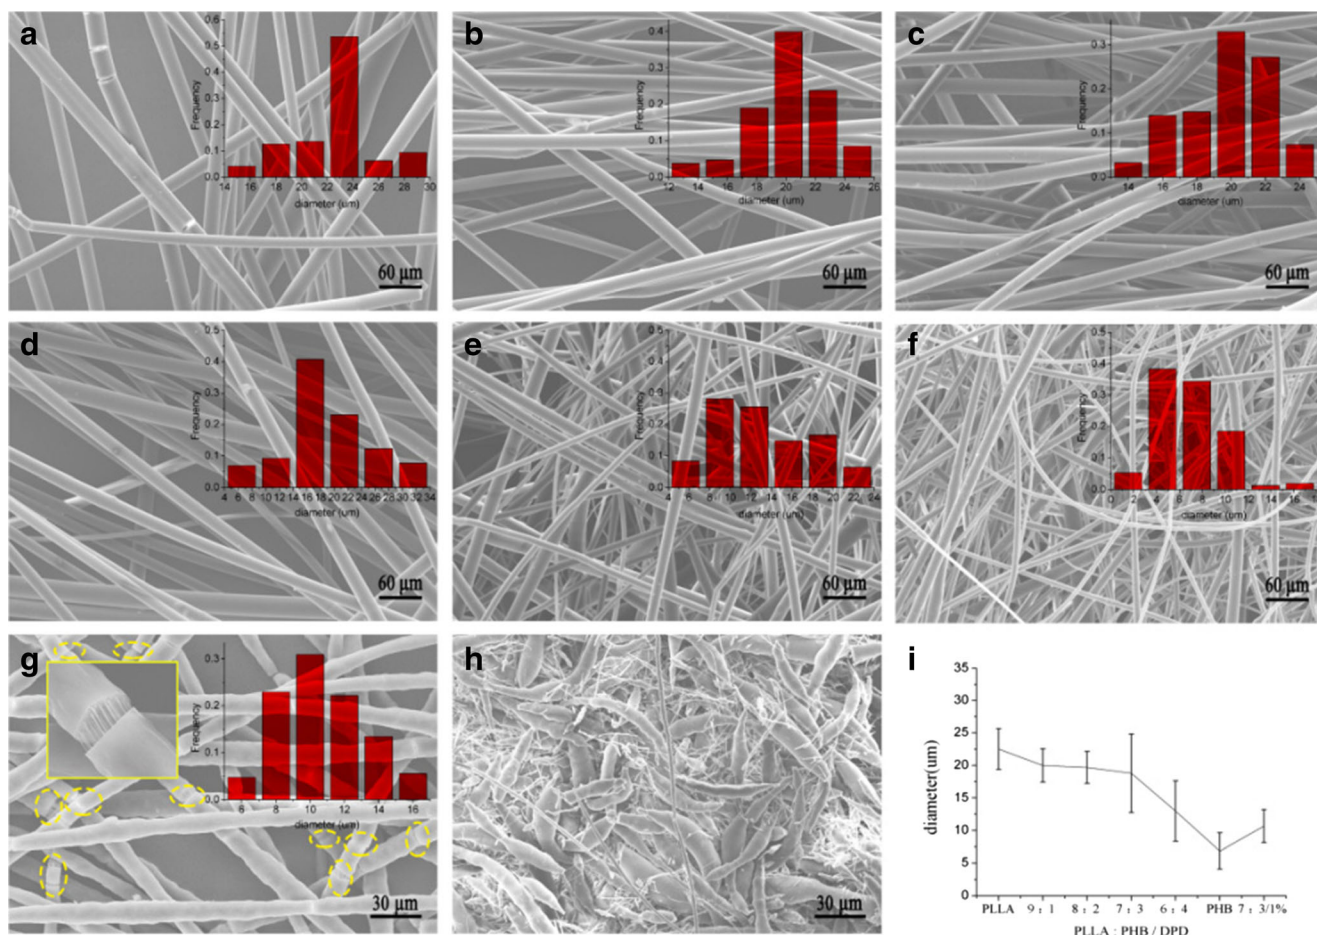 a
0.6
0.5
0.4
0.3
0.2
0.1
0.0
Frequency
14 16 18 20 22 24 26 28 30
diameter (um)
60 μm
b
0.4
0.3
0.2
0.1
0.0
Frequency
12 14 16 18 20 22 24 26
diameter (um)
60 μm
c
0.3
0.2
0.1
0.0
Frequency
14 16 18 20 22 24
diameter (um)
60 μm
d
0.5
0.4
0.3
0.2
0.1
0.0
Frequency
4 6 8 10 12 14 16 18 20 22 24 26 28 30 32 34
diameter (um)
60 μm
e
0.5
0.4
0.3
0.2
0.1
0.0
Frequency
4 6 8 10 12 14 16 18 20 22 24
diameter (um)
60 μm
f
0.5
0.4
0.3
0.2
0.1
0.0
Frequency
0 2 4 6 8 10 12 14 16
diameter (um)
60 μm
g
0.3
0.2
0.1
0.0
Frequency
6 8 10 12 14 16
diameter (um)
30 μm
h
30 μm
i
35
30
25
20
15
10
5
0
diameter(um)
PLLA 9 : 1 8 : 2 7 : 3 6 : 4 PHB 7 : 3/1%
PLLA : PHB / DPD